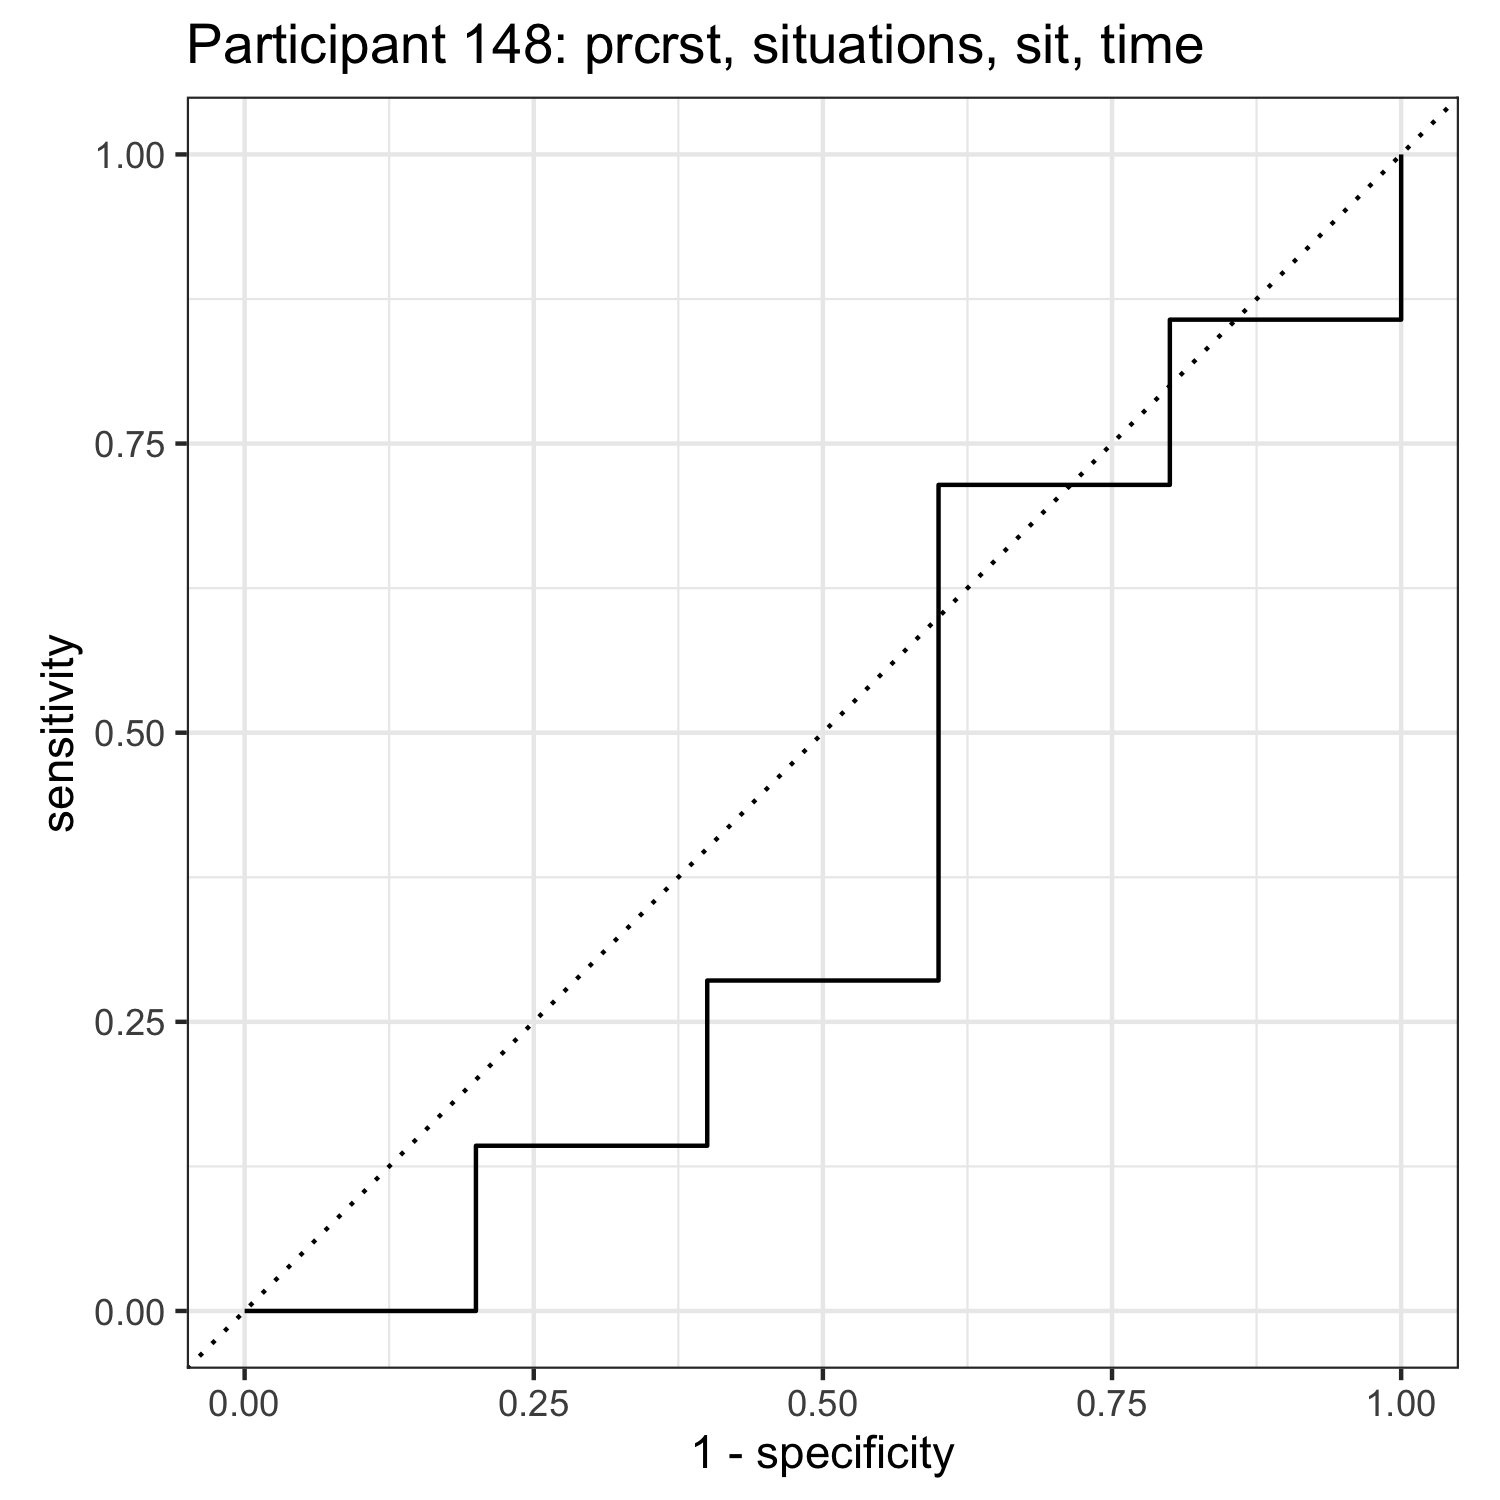 Participant 148: prcrst, situations, sit, time
1.00
0.75
0.50
0.25
0.00
sensitivity
0.00 0.25 0.50 0.75 1.00
1 - specificity